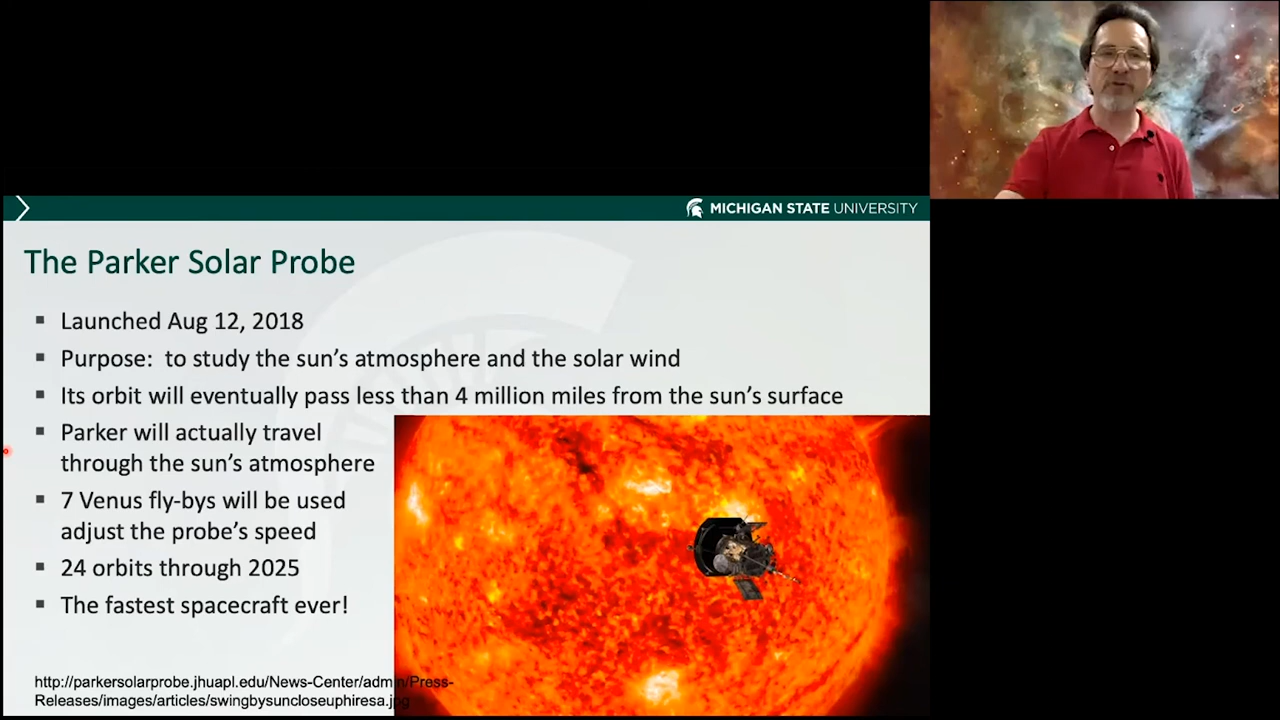 MICHIGAN STATE UNIVERSITY
The Parker Solar Probe
Launched Aug 12, 2018
Purpose: to study the sun's atmosphere and the solar wind
Its orbit will eventually pass less than 4 million miles from the sun's surface
Parker will actually travel
through the sun's atmosphere
7 Venus fly-bys will be used
adjust the probe's speed
24 orbits through 2025
The fastest spacecraft ever!
http://parkersolarprobe.jhuapl.edu/News-Center/admin/Press-
Releases/images/articles/swingbysuncloseuphiresa.jpg